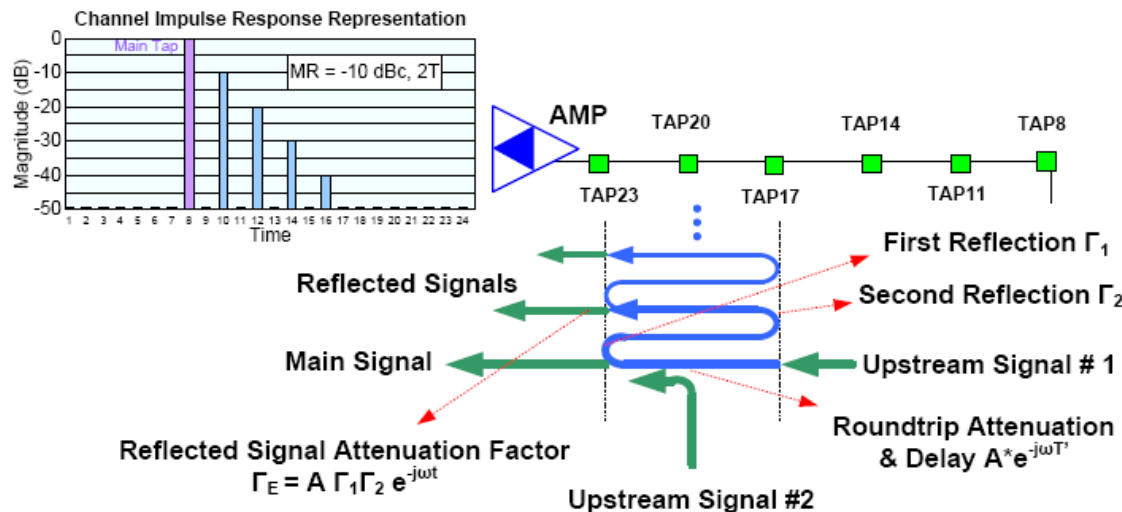 Channel Impulse Response Representation
Main Tap
MR = -10 dBc, 2T
Magnitude (dB)
0
-10
-20
-30
-40
-50
1 2 3 4 5 6 7 8 9 10 11 12 13 14 15 16 17 18 19 20 21 22 23 24
Time
AMP
TAP20
TAP14
TAP8
TAP23
TAP17
TAP11
First Reflection Γ1
Reflected Signals
Second Reflection Γ2
Main Signal
Upstream Signal # 1
Reflected Signal Attenuation Factor
ΓE = A Γ1Γ2 e-jωt
Roundtrip Attenuation
& Delay A*e-jωT'
Upstream Signal #2